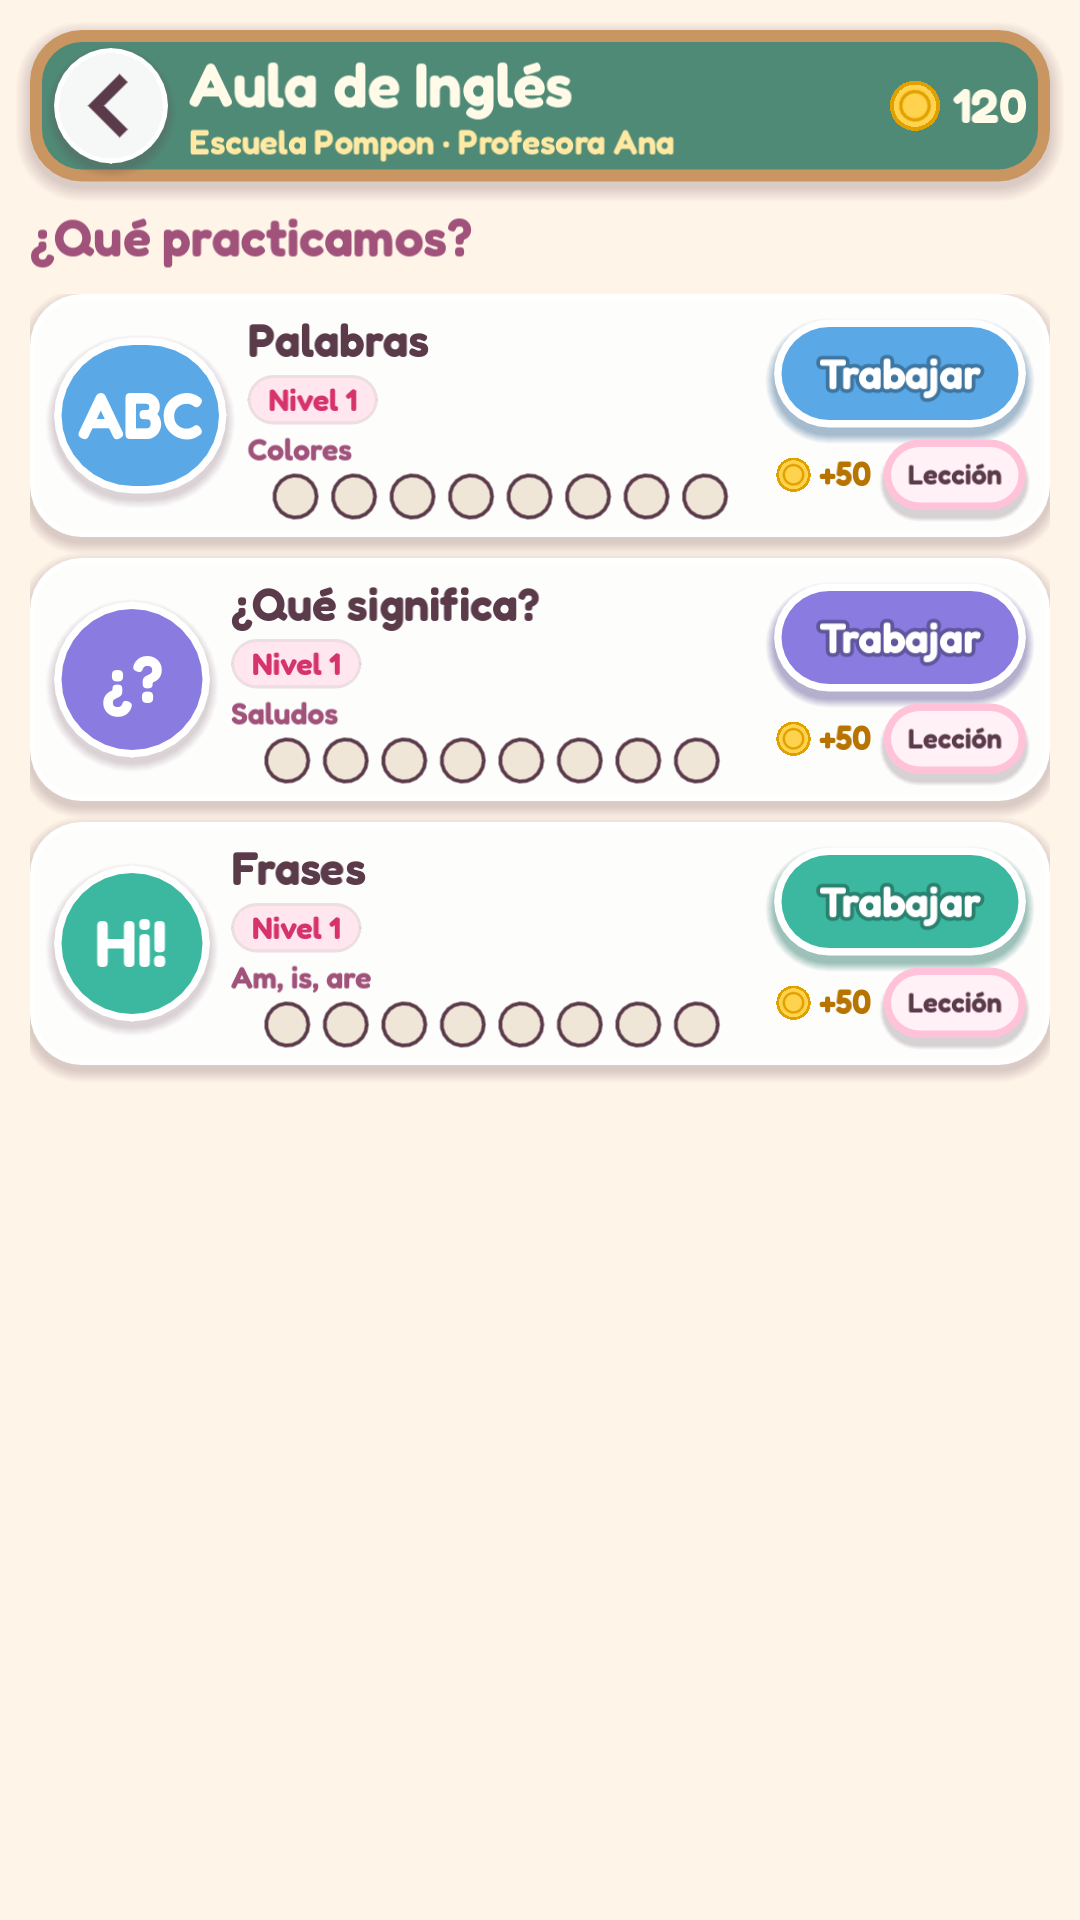 Aula de Inglés
Escuela Pompon · Profesora Ana
120
¿Qué practicamos?
ABC
Palabras
Nivel 1
Colores
Trabajar
+50
Lección
¿?
¿Qué significa?
Nivel 1
Saludos
Trabajar
+50
Lección
Hi!
Frases
Nivel 1
Am, is, are
Trabajar
+50
Lección